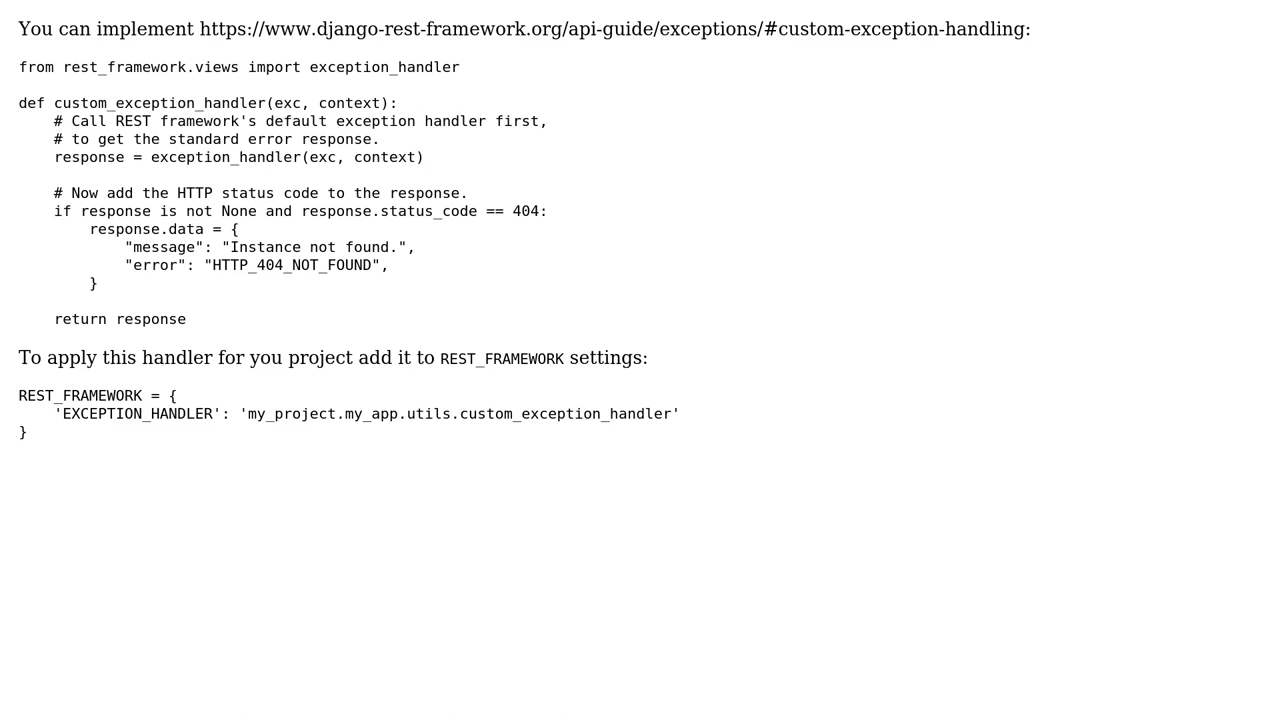 You can implement https://www.django-rest-framework.org/api-guide/exceptions/#custom-exception-handling:
from rest_framework.views import exception_handler
def custom_exception_handler(exc, context):
    # Call REST framework's default exception handler first,
    # to get the standard error response.
    response = exception_handler(exc, context)
    # Now add the HTTP status code to the response.
    if response is not None and response.status_code == 404:
        response.data = {
            "message": "Instance not found.",
            "error": "HTTP_404_NOT_FOUND",
        }
    return response
To apply this handler for you project add it to REST_FRAMEWORK settings:
REST_FRAMEWORK = {
    'EXCEPTION_HANDLER': 'my_project.my_app.utils.custom_exception_handler'
}